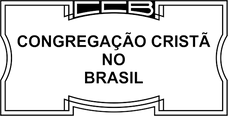 CCB
CONGREGAÇÃO CRISTÃ
NO
BRASIL